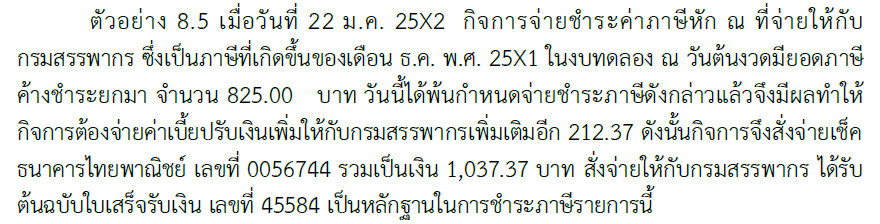 ตัวอย่าง 8.5 เมื่อวันที่ 22 ม.ค. 25X2 กิจการจ่ายชำระค่าภาษีหัก ณ ที่จ่ายให้กับ
กรมสรรพากร ซึ่งเป็นภาษีที่เกิดขึ้นของเดือน ธ.ค. พ.ศ. 25X1 ในงบทดลอง ณ วันต้นงวดมียอดภาษี
ค้างชำระยกมา จำนวน 825.00 บาท วันนี้ได้พ้นกำหนดจ่ายชำระภาษีดังกล่าวแล้วจึงมีผลทำให้
กิจการต้องจ่ายค่าเบี้ยปรับเงินเพิ่มให้กับกรมสรรพากรเพิ่มเติมอีก 212.37 ดังนั้นกิจการจึงสั่งจ่ายเช็ค
ธนาคารไทยพาณิชย์ เลขที่ 0056744 รวมเป็นเงิน 1,037.37 บาท สั่งจ่ายให้กับกรมสรรพากร ได้รับ
ต้นฉบับใบเสร็จรับเงิน เลขที่ 45584 เป็นหลักฐานในการชำระภาษีรายการนี้